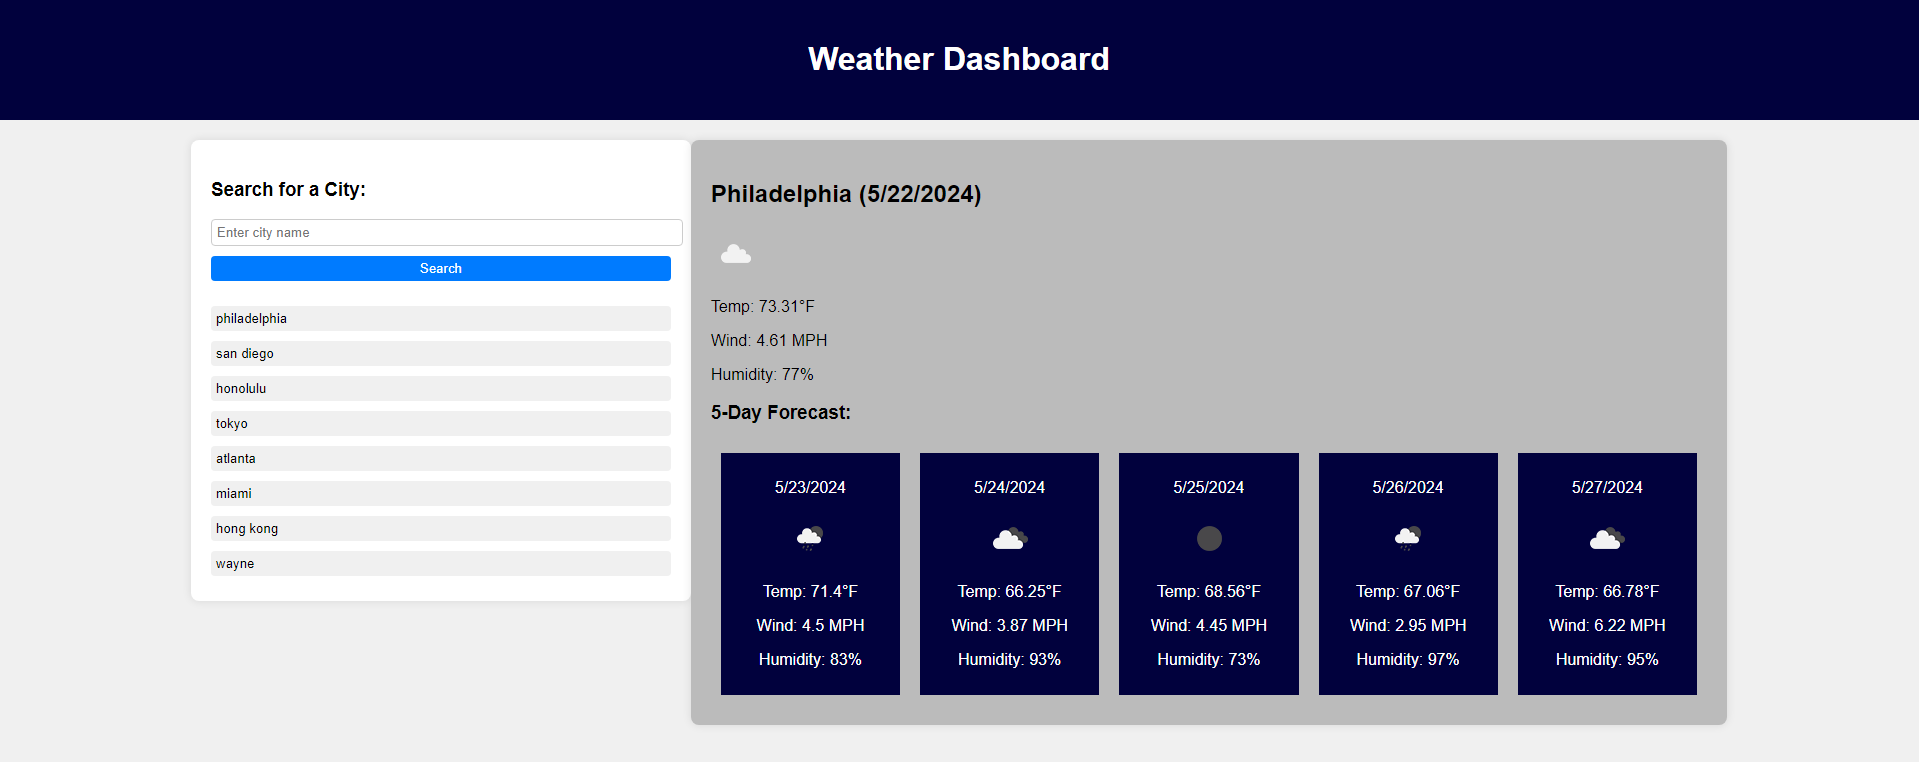 Weather Dashboard
Search for a City:
Enter city name
Search
philadelphia
san diego
honolulu
tokyo
atlanta
miami
hong kong
wayne
Philadelphia (5/22/2024)
Temp: 73.31°F
Wind: 4.61 MPH
Humidity: 77%
5-Day Forecast:
5/23/2024
Temp: 71.4°F
Wind: 4.5 MPH
Humidity: 83%
5/24/2024
Temp: 66.25°F
Wind: 3.87 MPH
Humidity: 93%
5/25/2024
Temp: 68.56°F
Wind: 4.45 MPH
Humidity: 73%
5/26/2024
Temp: 67.06°F
Wind: 2.95 MPH
Humidity: 97%
5/27/2024
Temp: 66.78°F
Wind: 6.22 MPH
Humidity: 95%